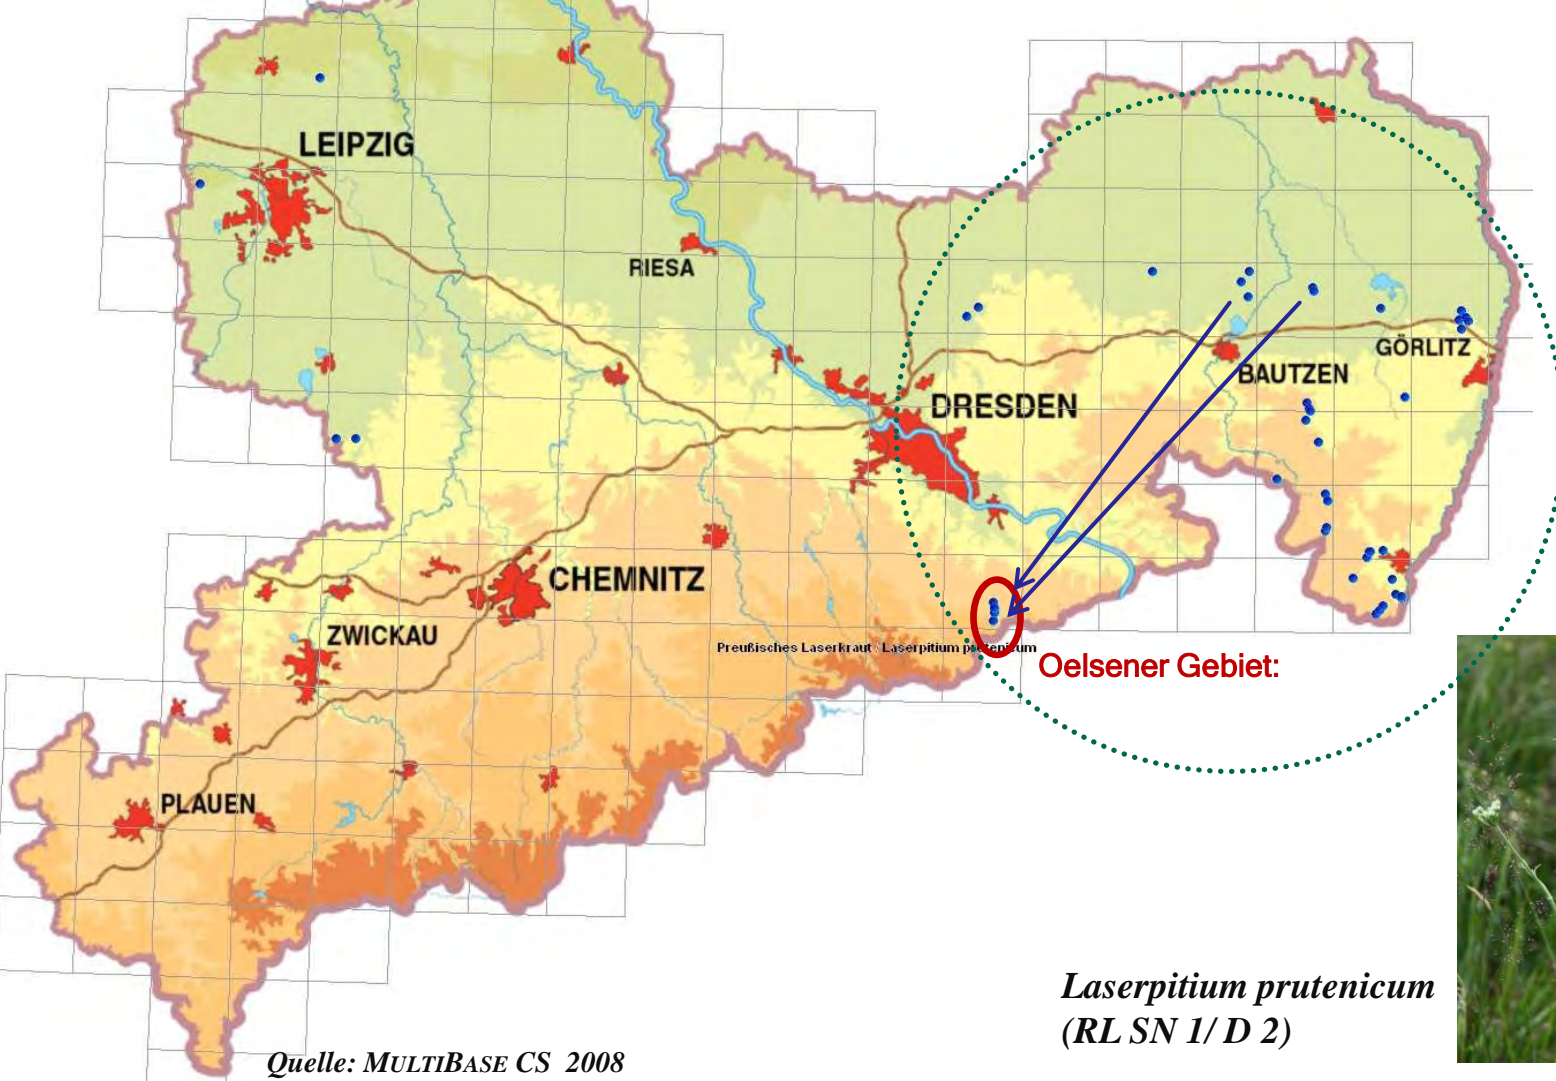 LEIPZIG
RIESA
GÖRLITZ
BAUTZEN
DRESDEN
CHEMNITZ
ZWICKAU
Preußisches Laserkraut / Laserpitium prutenicum
Oelsener Gebiet:
PLAUEN
Laserpitium prutenicum
(RL SN 1/ D 2)
Quelle: MULTIBASE CS 2008